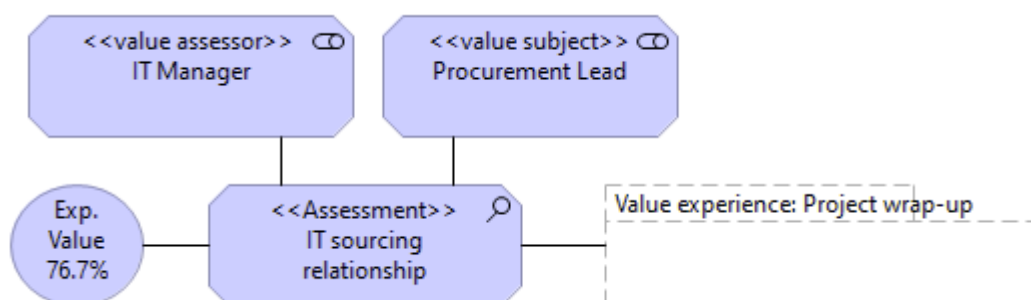 <<value assessor>>
IT Manager
<<value subject>>
Procurement Lead
Exp.
Value
76.7%
<<Assessment>>
IT sourcing
relationship
Value experience: Project wrap-up